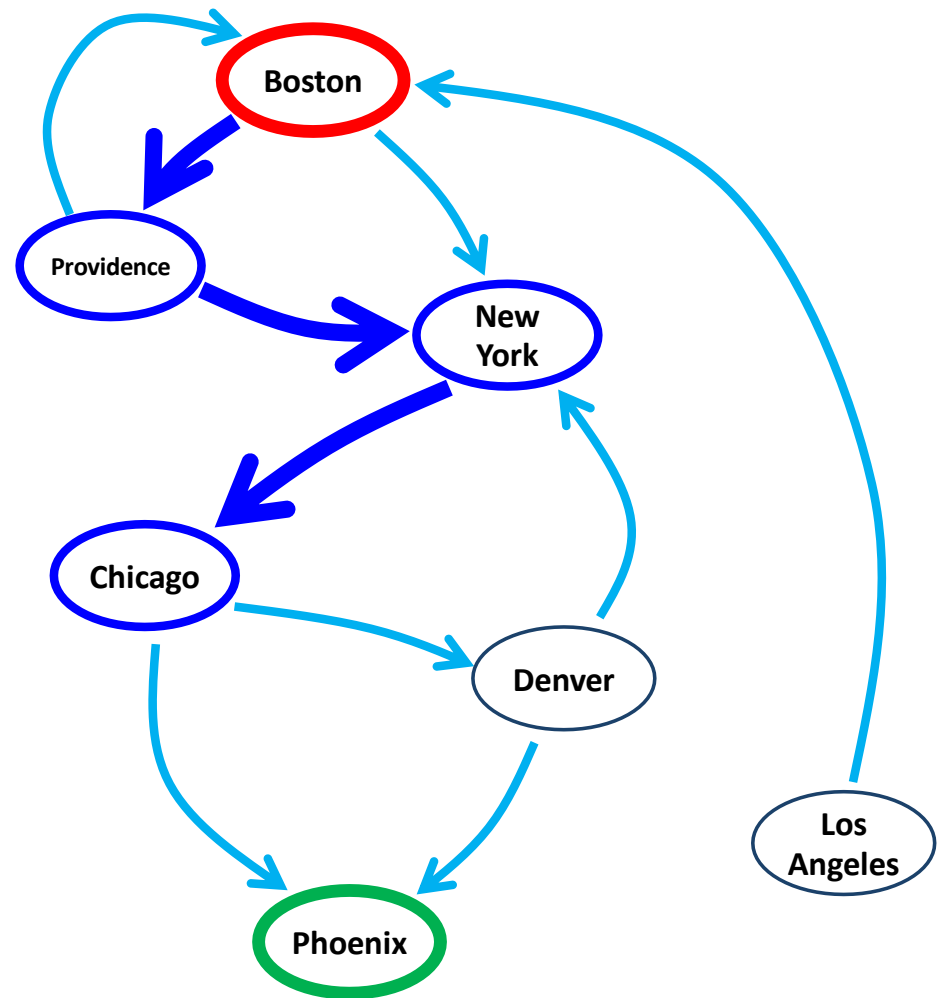 Boston
Providence
New
York
Chicago
Denver
Los
Angeles
Phoenix